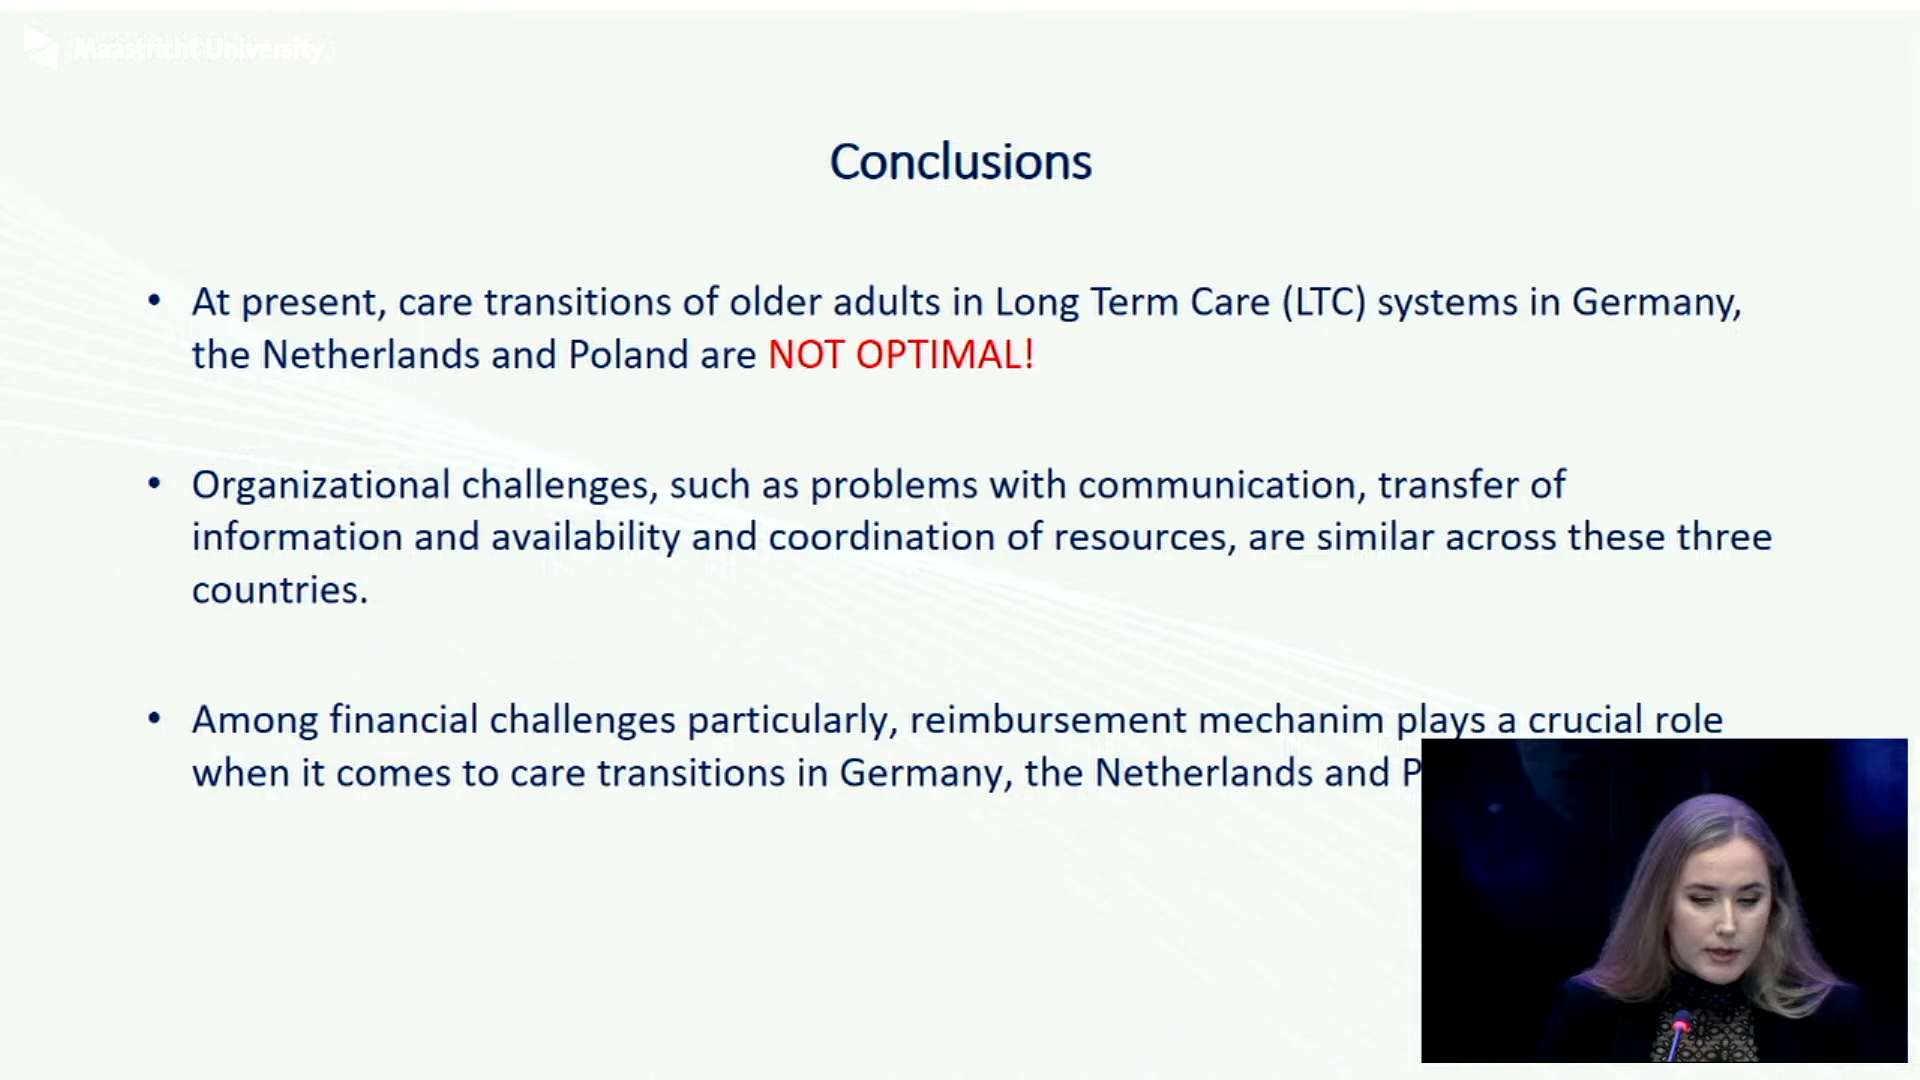 Maastricht University
Conclusions
• At present, care transitions of older adults in Long Term Care (LTC) systems in Germany,
the Netherlands and Poland are NOT OPTIMAL!
• Organizational challenges, such as problems with communication, transfer of
information and availability and coordination of resources, are similar across these three
countries.
• Among financial challenges particularly, reimbursement mechanim plays a crucial role
when it comes to care transitions in Germany, the Netherlands and